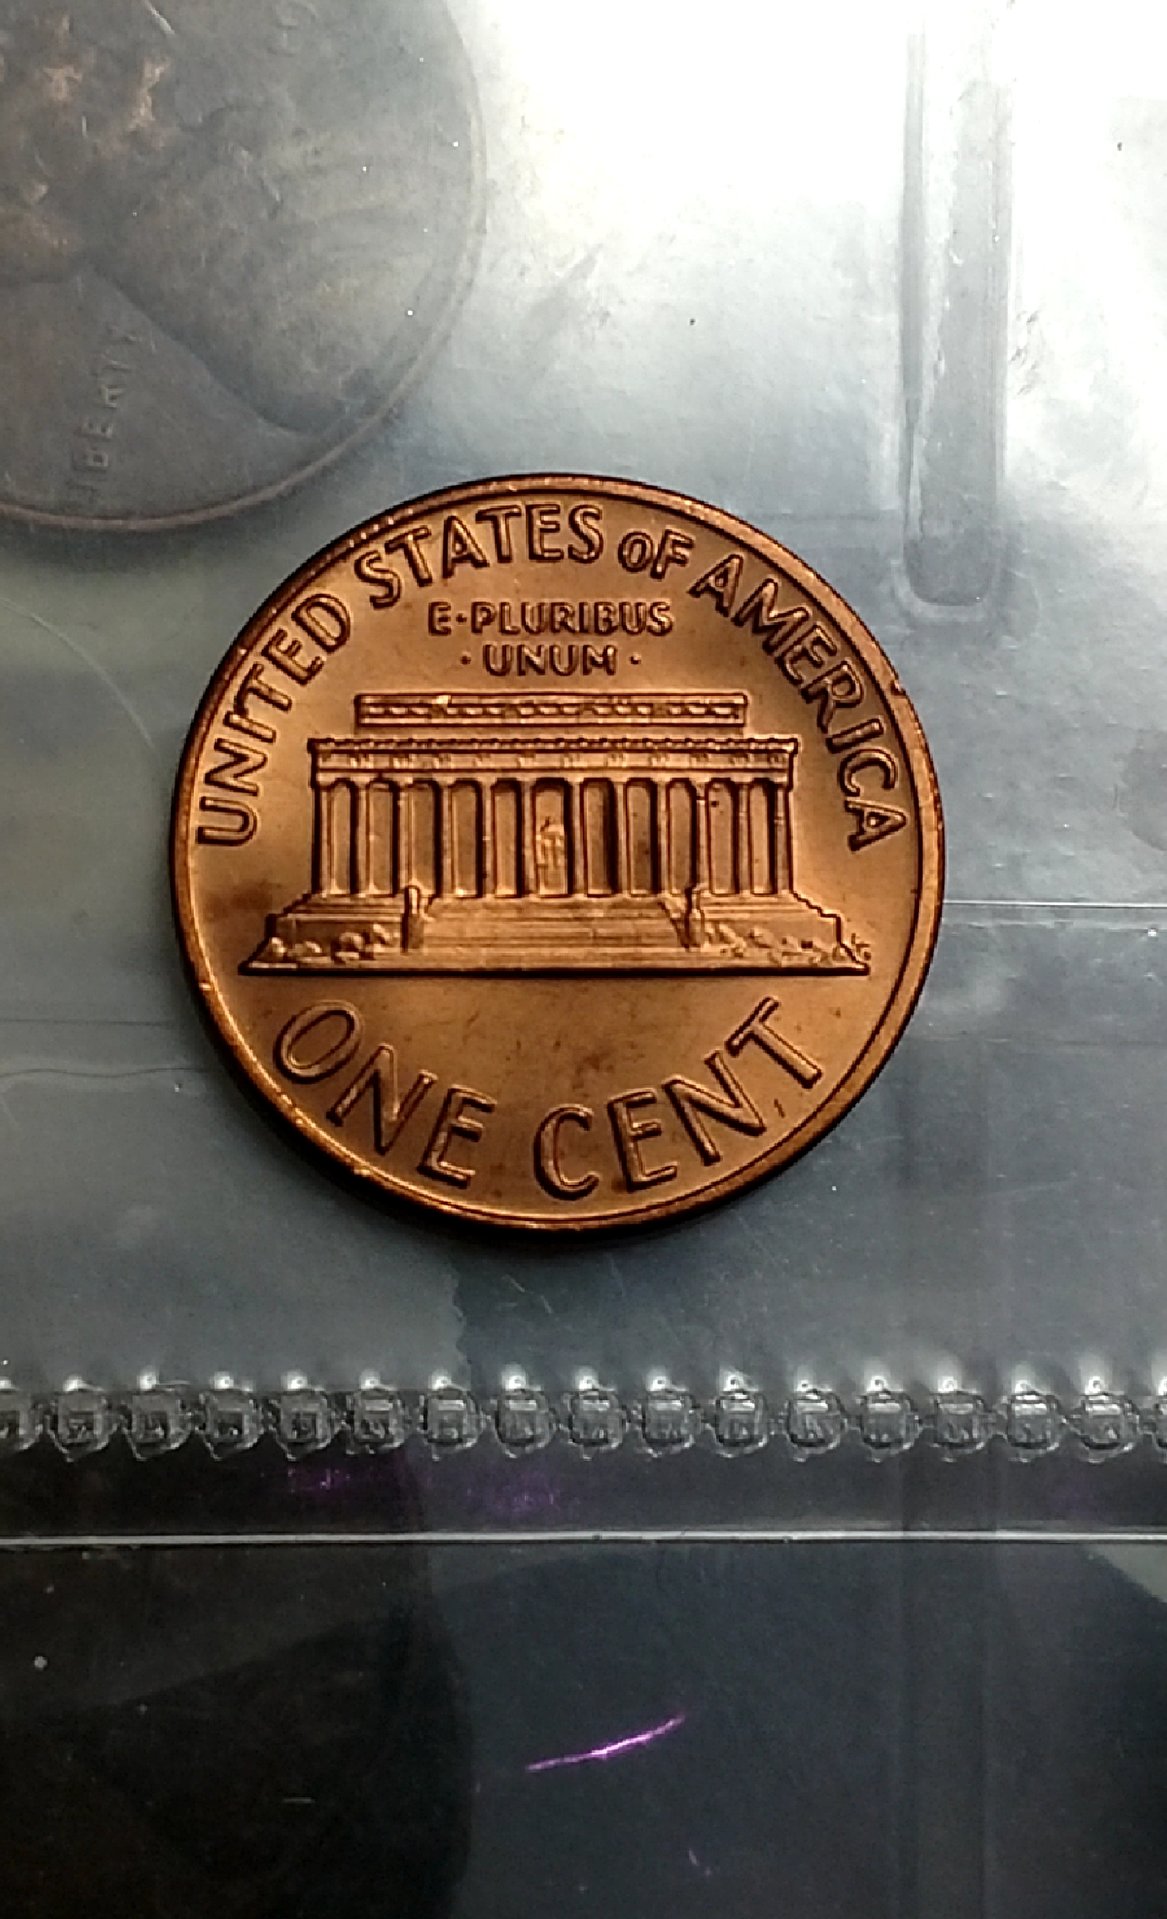 LIBERTY
UNITED STATES OF AMERICA
E·PLURIBUS
·UNUM·
ONE CENT